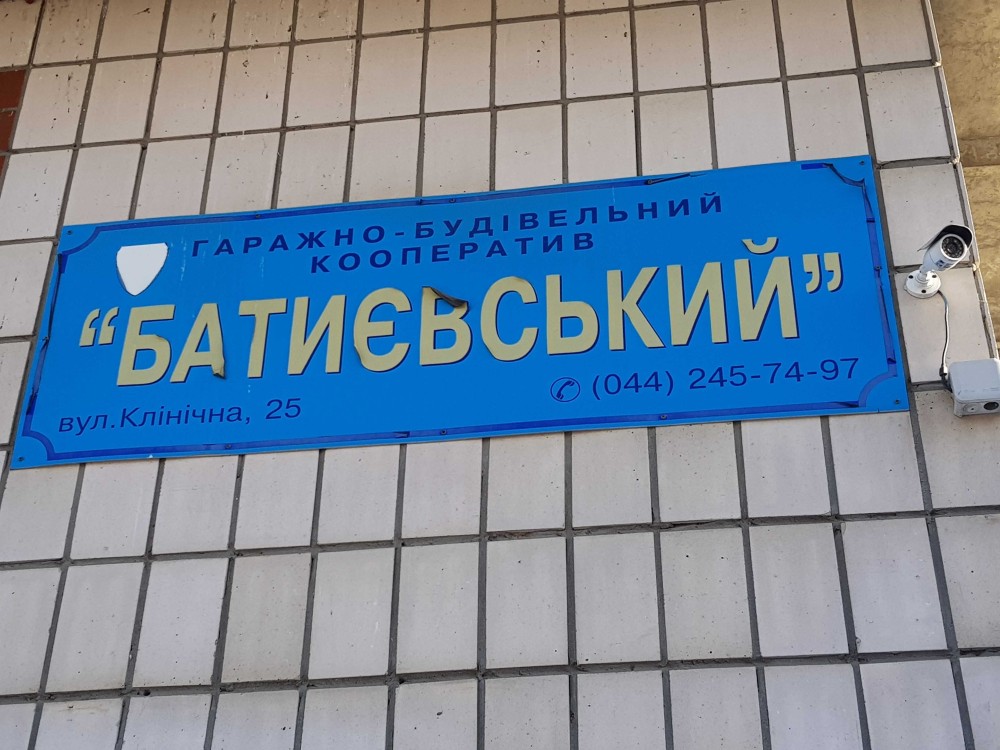 ГАРАЖНО-БУДІВЕЛЬНИЙ
КООПЕРАТИВ
“БАТИЄВСЬКИЙ”
вул.Клінічна, 25
✆ (044) 245-74-97